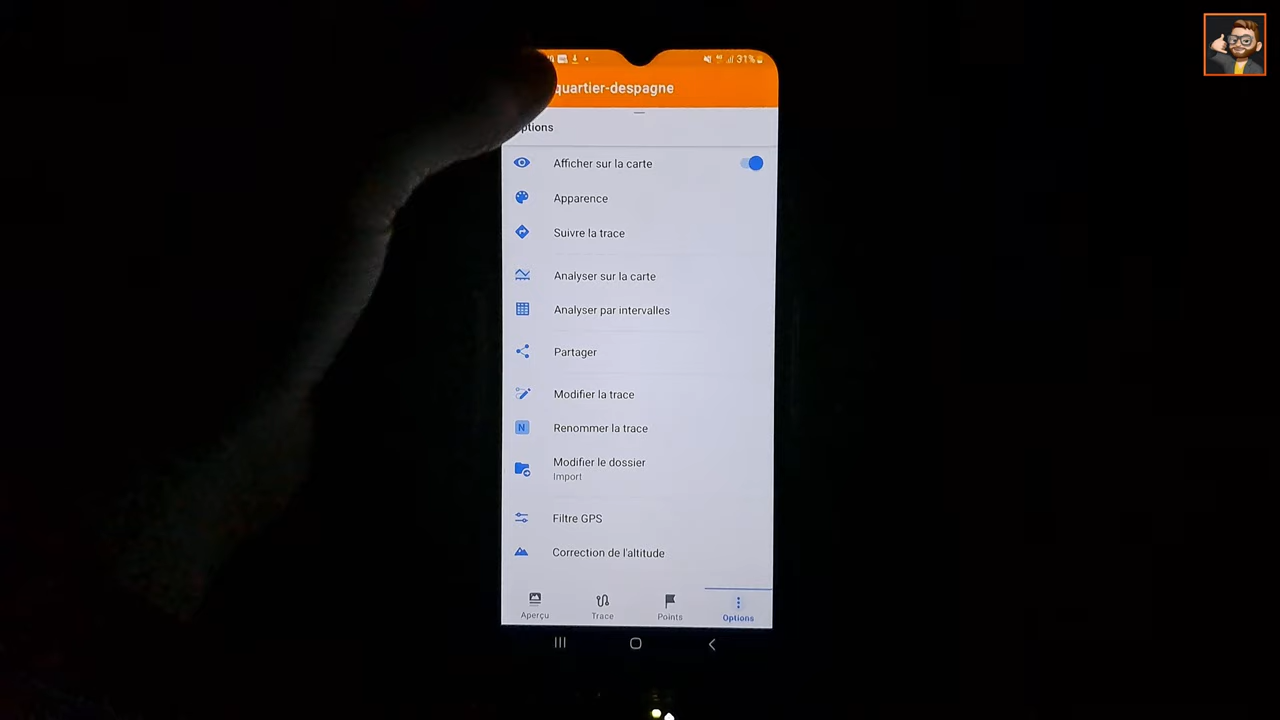 31%
quartier-despagne
ptions
Afficher sur la carte
Apparence
Suivre la trace
Analyser sur la carte
Analyser par intervalles
Partager
Modifier la trace
N
Renommer la trace
Modifier le dossier
Import
Filtre GPS
Correction de l'altitude
Aperçu
Trace
Points
Options